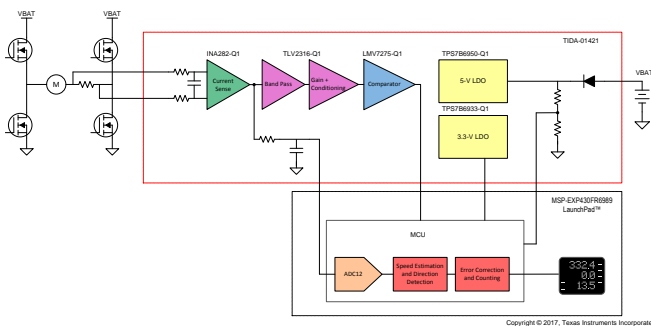 VBAT
VBAT
TIDA-01421
INA282-Q1
TLV2316-Q1
LMV7275-Q1
TPS7B6950-Q1
M
Current
Sense
Band Pass
Gain +
Conditioning
Comparator
5-V LDO
VBAT
TPS7B6933-Q1
3.3-V LDO
MSP-EXP430FR6989
LaunchPad™
MCU
ADC12
Speed Estimation
and Direction
Detection
Error Correction
and Counting
332.4
0.0
13.5
Copyright © 2017, Texas Instruments Incorporate